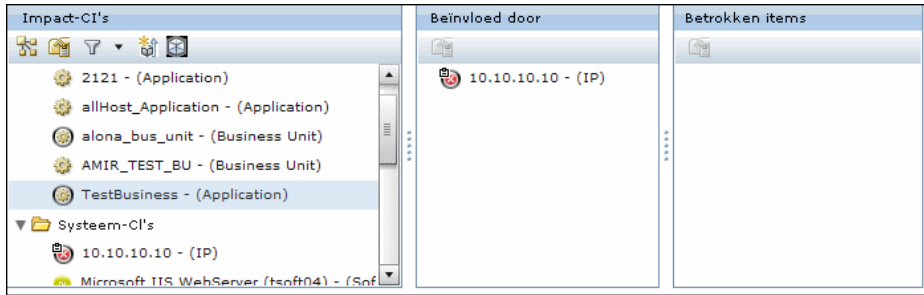 Impact-CI's
2121 - (Application)
allHost_Application - (Application)
alona_bus_unit - (Business Unit)
AMIR_TEST_BU - (Business Unit)
TestBusiness - (Application)
Systeem-CI's
10.10.10.10 - (IP)
Microsoft IIS WebServer (tsoft04) - (Sof
Beïnvloed door
10.10.10.10 - (IP)
Betrokken items